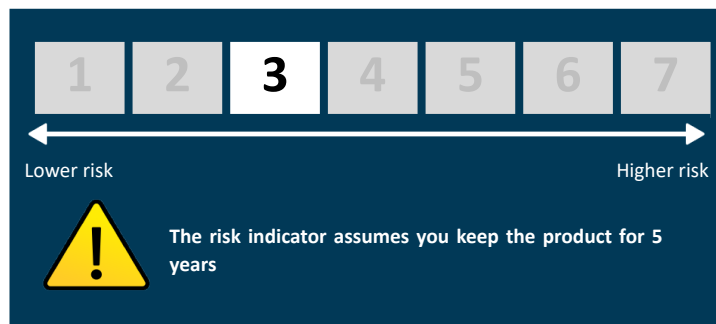 1 2 3 4 5 6 7
Lower risk Higher risk
The risk indicator assumes you keep the product for 5
years